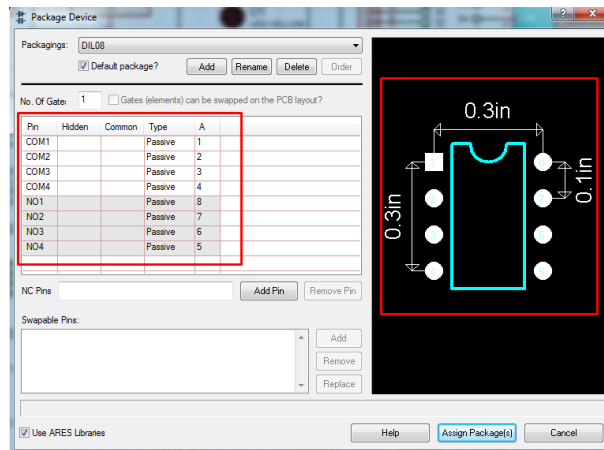 Package Device
Packagings: DIL08
Default package? Add Rename Delete Order
No. Of Gates 1 Gates (elements) can be swapped on the PCB layout?
Pin Hidden Common Type A
COM1 Passive 1
COM2 Passive 2
COM3 Passive 3
COM4 Passive 4
NO1 Passive 8
NO2 Passive 7
NO3 Passive 6
NO4 Passive 5
NC Pins Add Pin Remove Pin
Swapable Pins:
Add
Remove
Replace
Use ARES Libraries
Help Assign Package(s) Cancel
0.3in
0.1in
0.3in